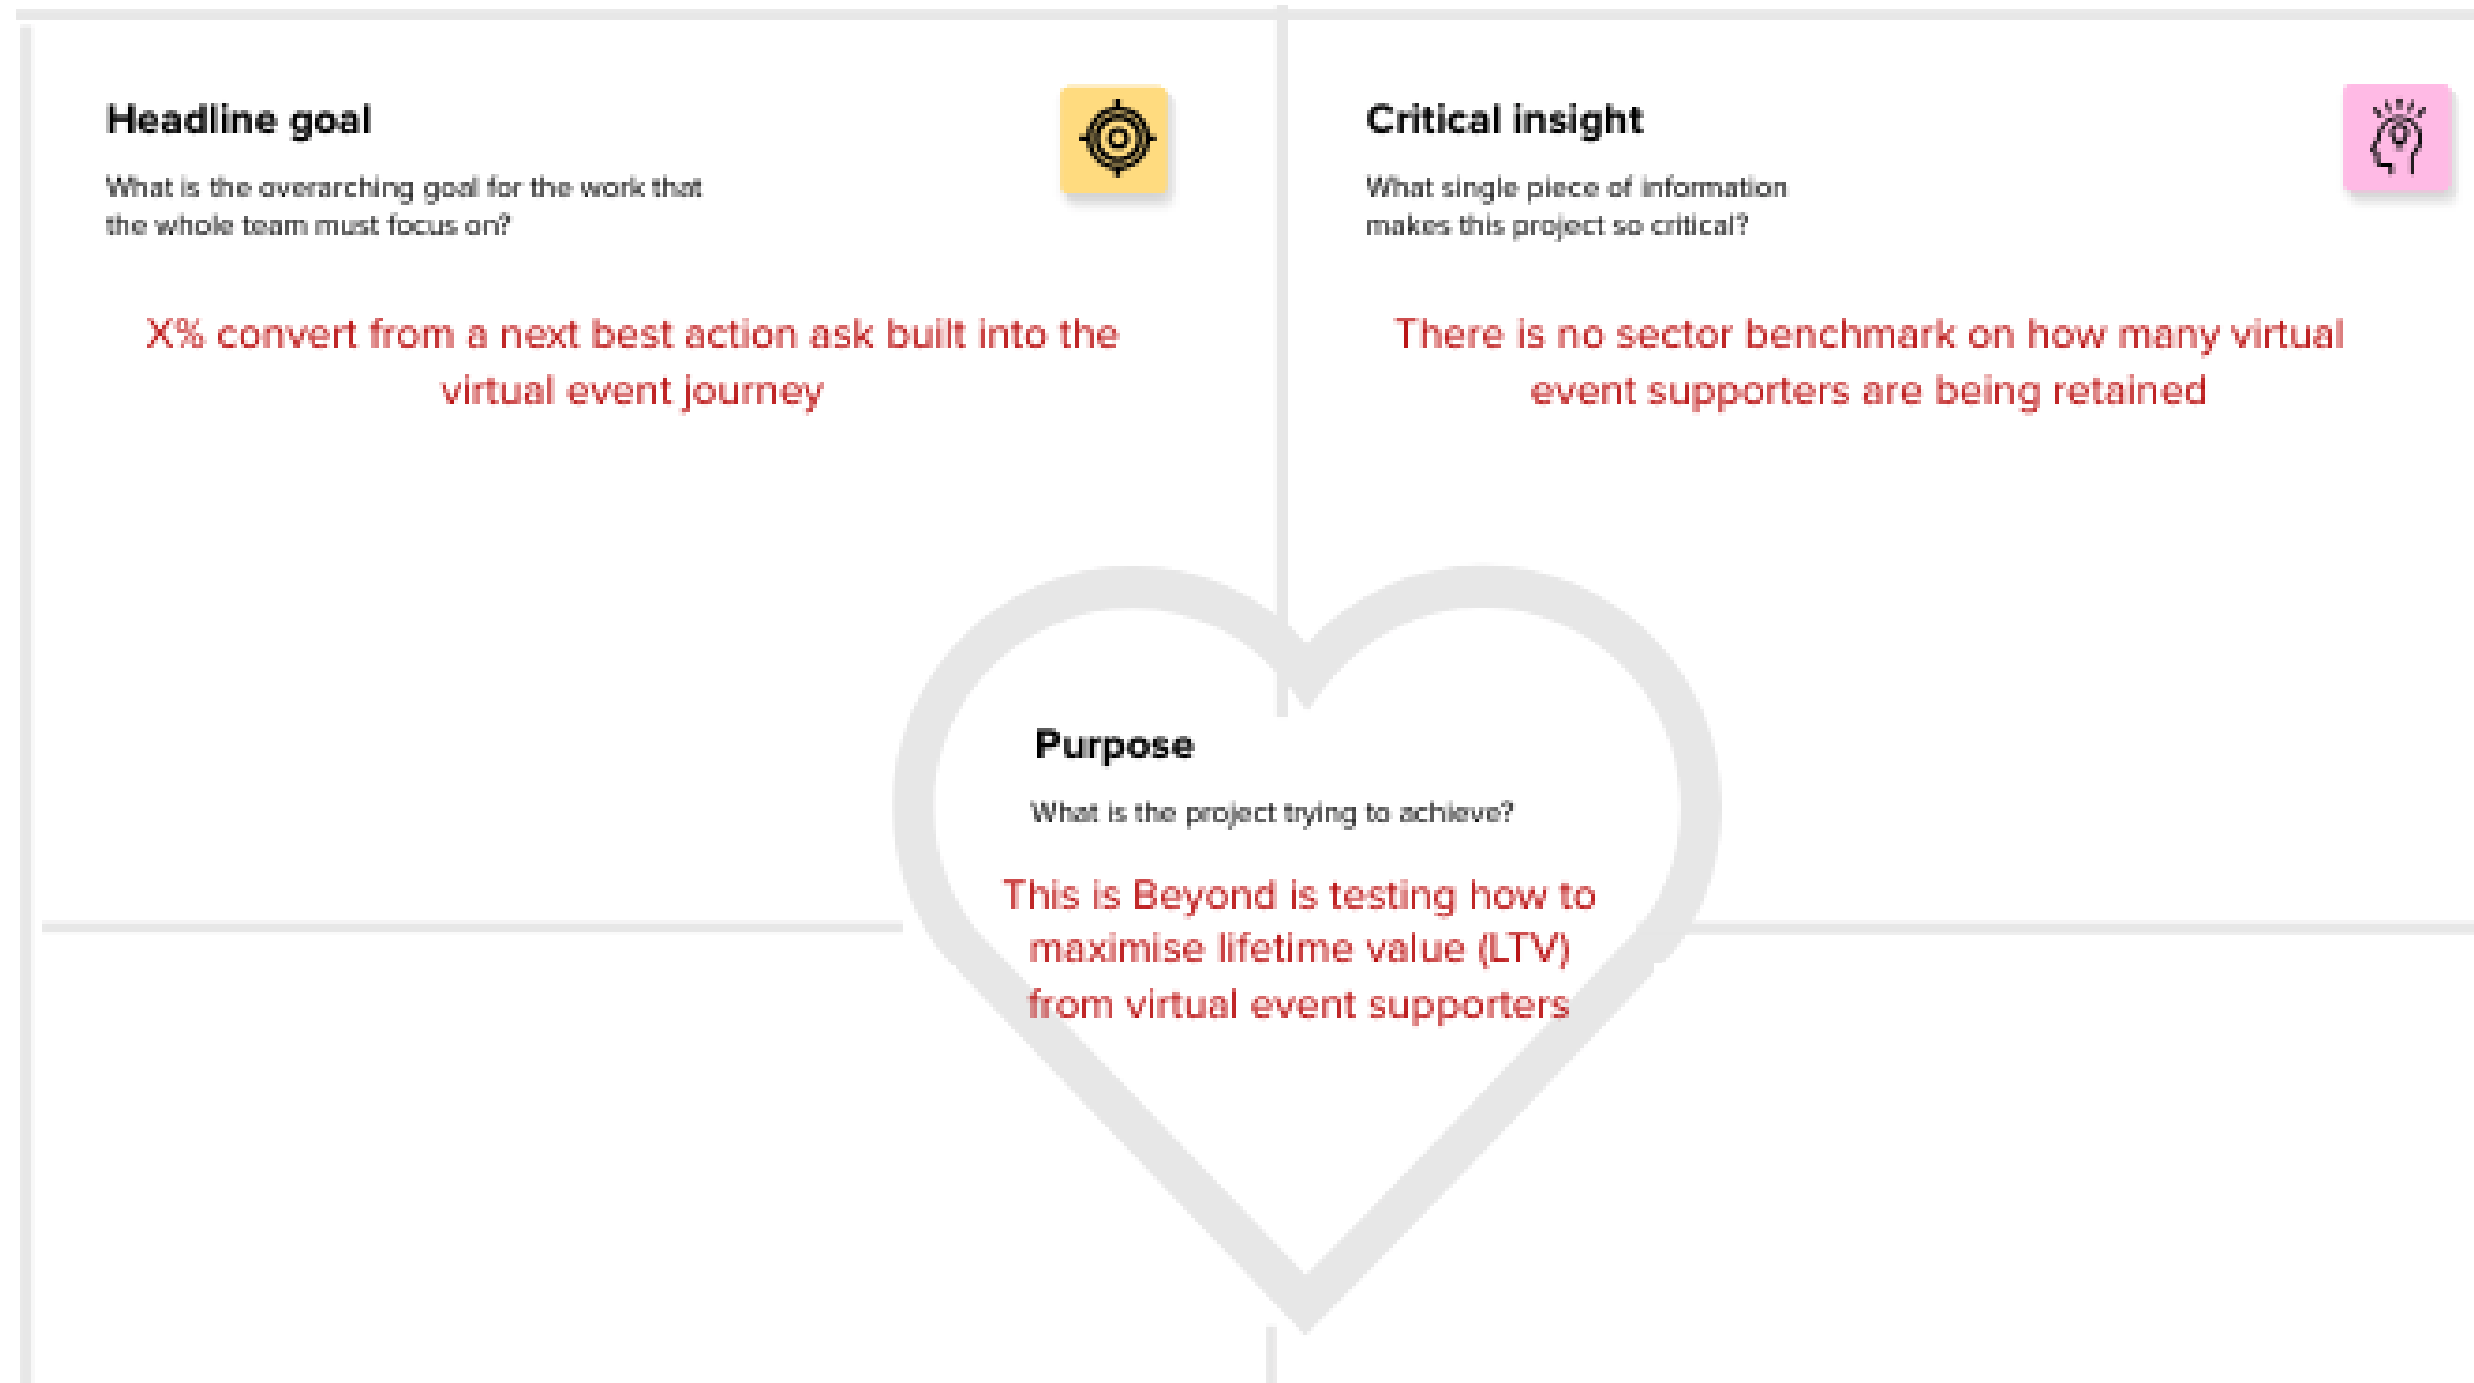 Headline goal
What is the overarching goal for the work that
the whole team must focus on?
X% convert from a next best action ask built into the
virtual event journey
Critical insight
What single piece of information
makes this project so critical?
There is no sector benchmark on how many virtual
event supporters are being retained
Purpose
What is the project trying to achieve?
This is Beyond is testing how to
maximise lifetime value (LTV)
from virtual event supporters